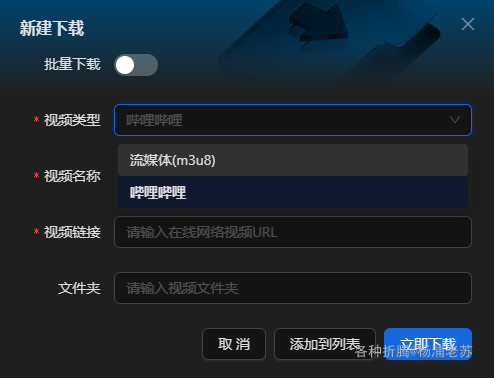 新建下载
批量下载
* 视频类型 哔哩哔哩
流媒体(m3u8)
* 视频名称
哔哩哔哩
* 视频链接 请输入在线网络视频URL
文件夹 请输入视频文件夹
取 消 添加到列表 立即下载
各种折腾@杨浦老苏